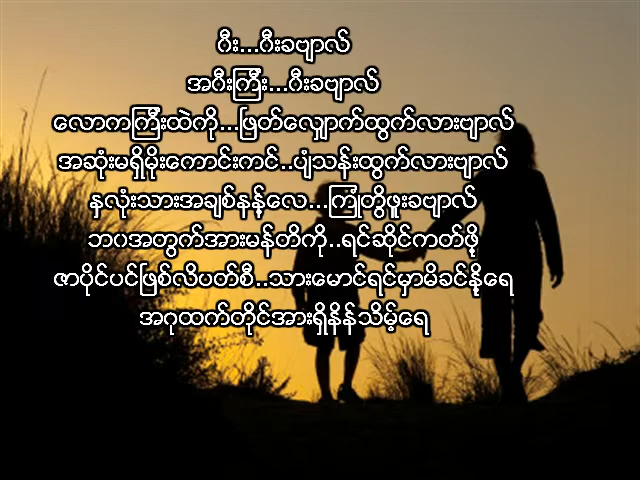 ဂီး...ဂီးခဗျာလ်
အဂီးကြီး...ဂီးခဗျာလ်
လောကကြီးထဲကို...ဖြတ်လျှောက်ထွက်လားဗျာလ်
အဆုံးမရှိမိုးကောင်းကင်..ပျံသန်းထွက်လားဗျာလ်
နှလုံးသားအချစ်နန့်လေ...ကြုံတွိဖူးခဗျာလ်
ဘဝအတွက်အားမန်တိကို..ရင်ဆိုင်ကတ်ဖို့
ဇာပိုင်ပင်ဖြစ်လိပတ်စီ..သားမောင်ရင်မှာမိခင်နို့ရေ
အဂုထက်တိုင်အားရှိနိန်သိမ့်ရေ